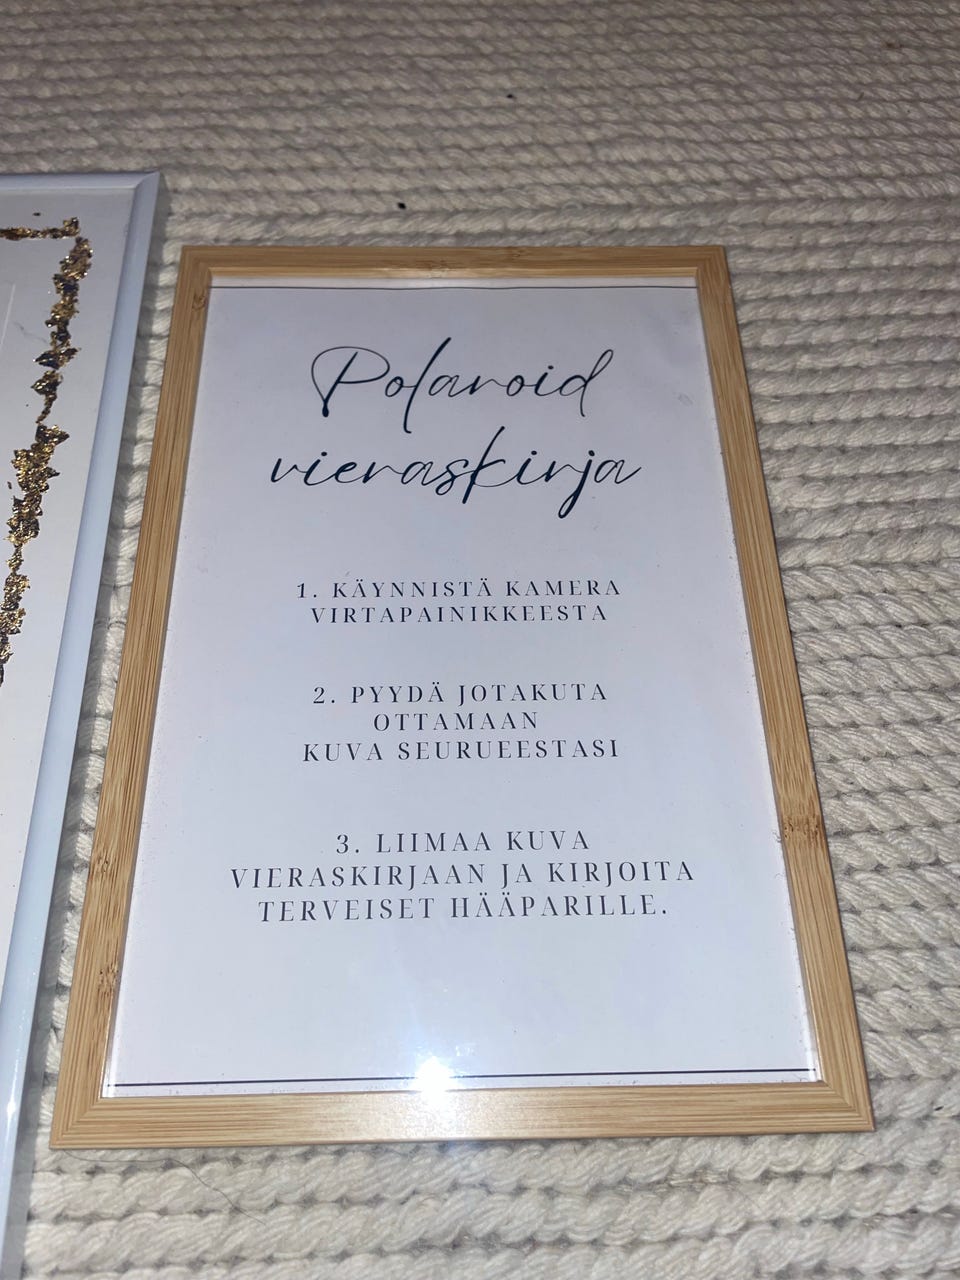 Polaroid
vieraskirja
1. KÄYNNISTÄ KAMERA
VIRTAPAINIKKEESTA
2. PYYDÄ JOTAKUTA
OTTAMAAN
KUVA SEURUEESTASI
3. LIIMAA KUVA
VIERASKIRJAAN JA KIRJOITA
TERVEISET HÄÄPARILLE.